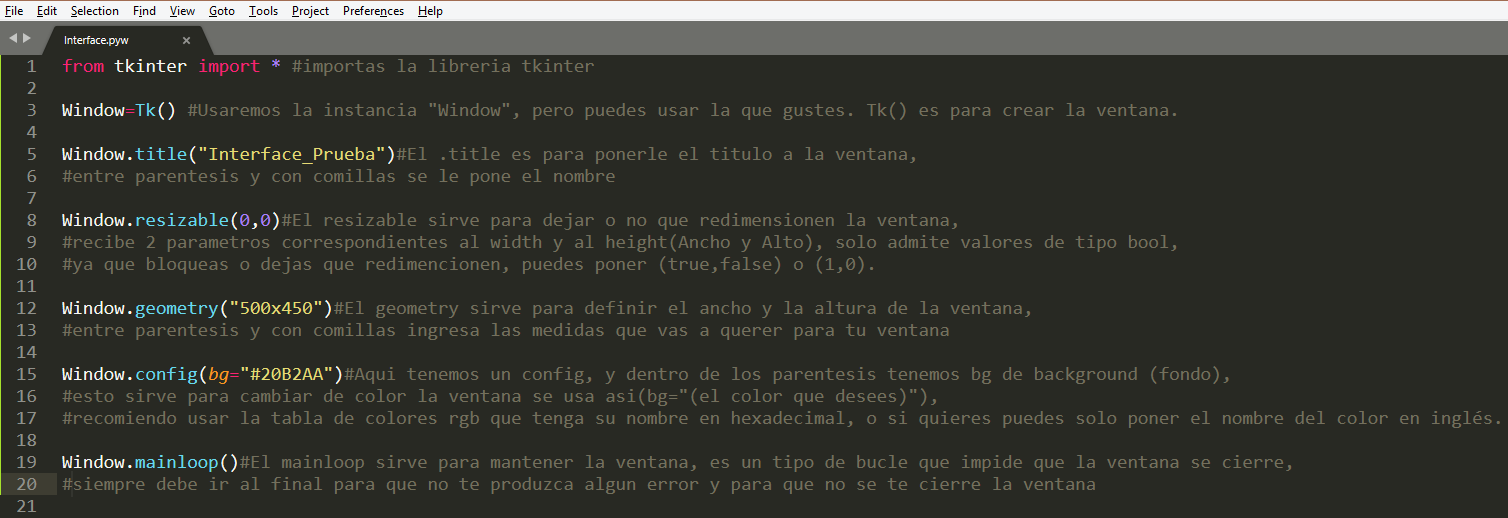 File Edit Selection Find View Goto Tools Project Preferences Help
Interface.pyw ×
1 from tkinter import * #importas la libreria tkinter
2
3 Window=Tk() #Usaremos la instancia "Window", pero puedes usar la que gustes. Tk() es para crear la ventana.
4
5 Window.title("Interface_Prueba")#El .title es para ponerle el titulo a la ventana,
6 #entre parentesis y con comillas se le pone el nombre
7
8 Window.resizable(0,0)#El resizable sirve para dejar o no que redimensionen la ventana,
9 #recibe 2 parametros correspondientes al width y al height(Ancho y Alto), solo admite valores de tipo bool,
10 #ya que bloqueas o dejas que redimencionen, puedes poner (true,false) o (1,0).
11
12 Window.geometry("500x450")#El geometry sirve para definir el ancho y la altura de la ventana,
13 #entre parentesis y con comillas ingresa las medidas que vas a querer para tu ventana
14
15 Window.config(bg="#20B2AA")#Aqui tenemos un config, y dentro de los parentesis tenemos bg de background (fondo),
16 #esto sirve para cambiar de color la ventana se usa asi(bg="(el color que desees)"),
17 #recomiendo usar la tabla de colores rgb que tenga su nombre en hexadecimal, o si quieres puedes solo poner el nombre del color en inglés.
18
19 Window.mainloop()#El mainloop sirve para mantener la ventana, es un tipo de bucle que impide que la ventana se cierre,
20 #siempre debe ir al final para que no te produzca algun error y para que no se te cierre la ventana
21